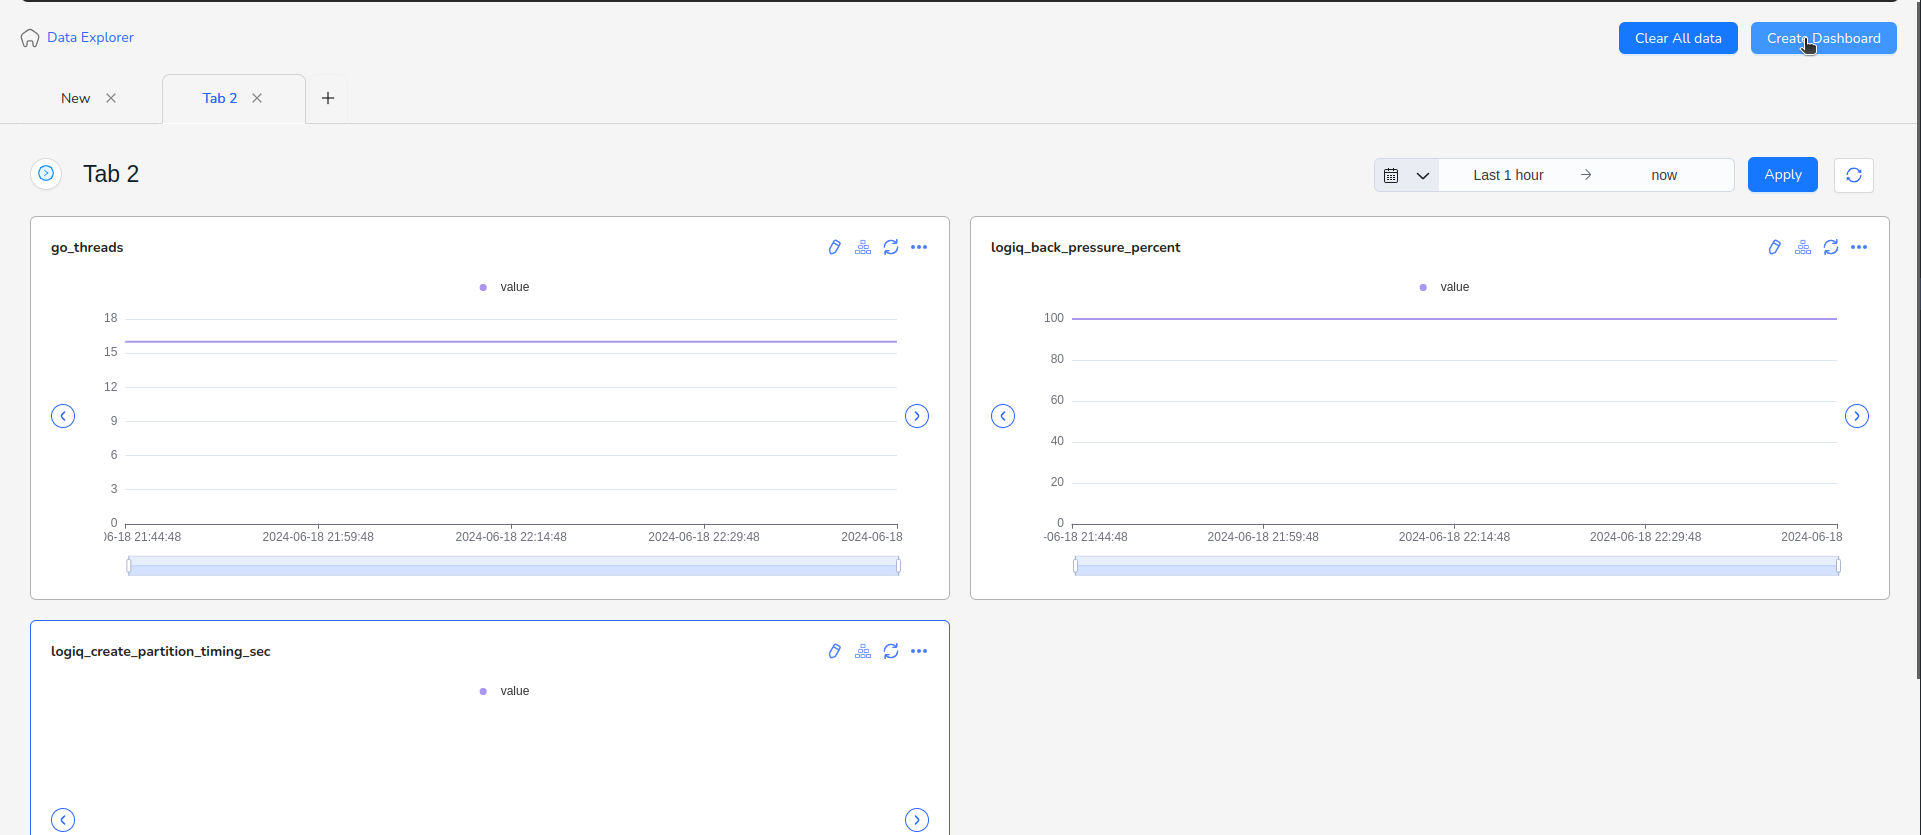 Data Explorer
Clear All data
Create Dashboard
New
Tab 2
Tab 2
Last 1 hour
now
Apply
go_threads
value
18
15
12
9
6
3
0
06-18 21:44:48
2024-06-18 21:59:48
2024-06-18 22:14:48
2024-06-18 22:29:48
2024-06-18
logiq_back_pressure_percent
value
100
80
60
40
20
0
-06-18 21:44:48
2024-06-18 21:59:48
2024-06-18 22:14:48
2024-06-18 22:29:48
2024-06-18
logiq_create_partition_timing_sec
value